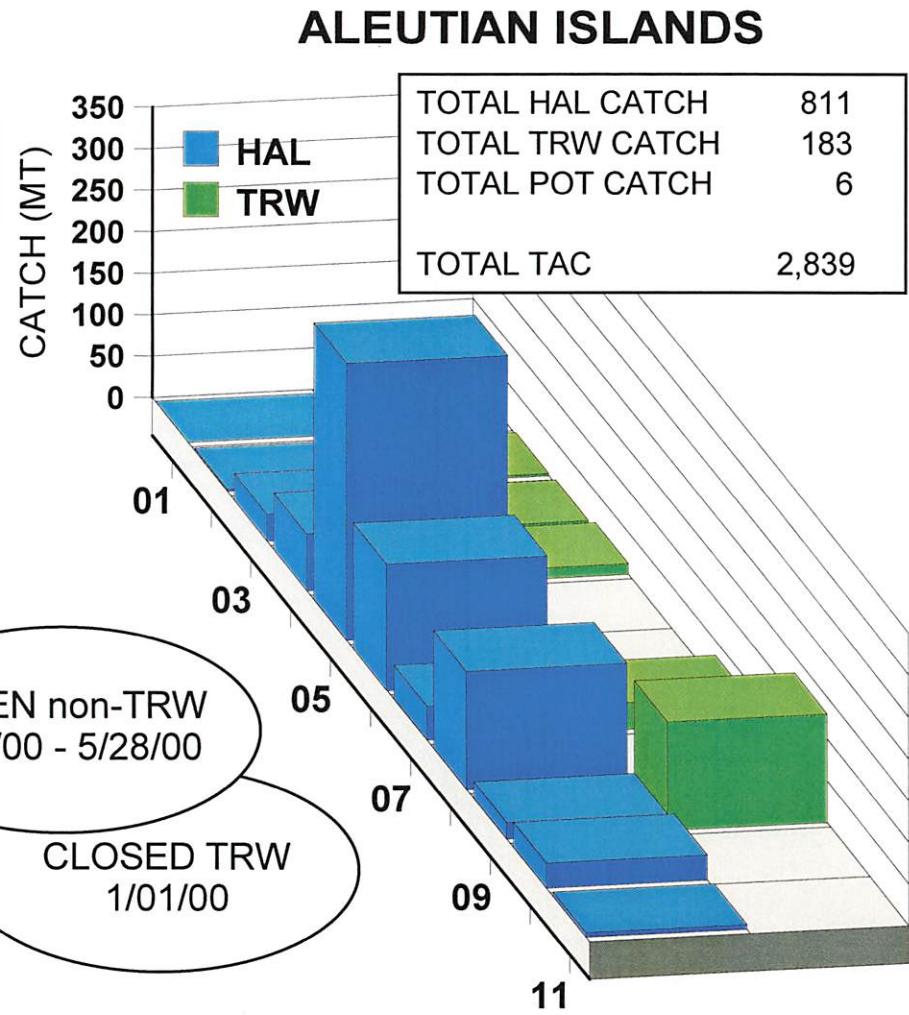 ALEUTIAN ISLANDS
TOTAL HAL CATCH 811
TOTAL TRW CATCH 183
TOTAL POT CATCH 6
TOTAL TAC 2,839
HAL
TRW
CATCH (MT)
350
300
250
200
150
100
50
0
01
03
05
07
09
11
EN non-TRW
/00 - 5/28/00
CLOSED TRW
1/01/00